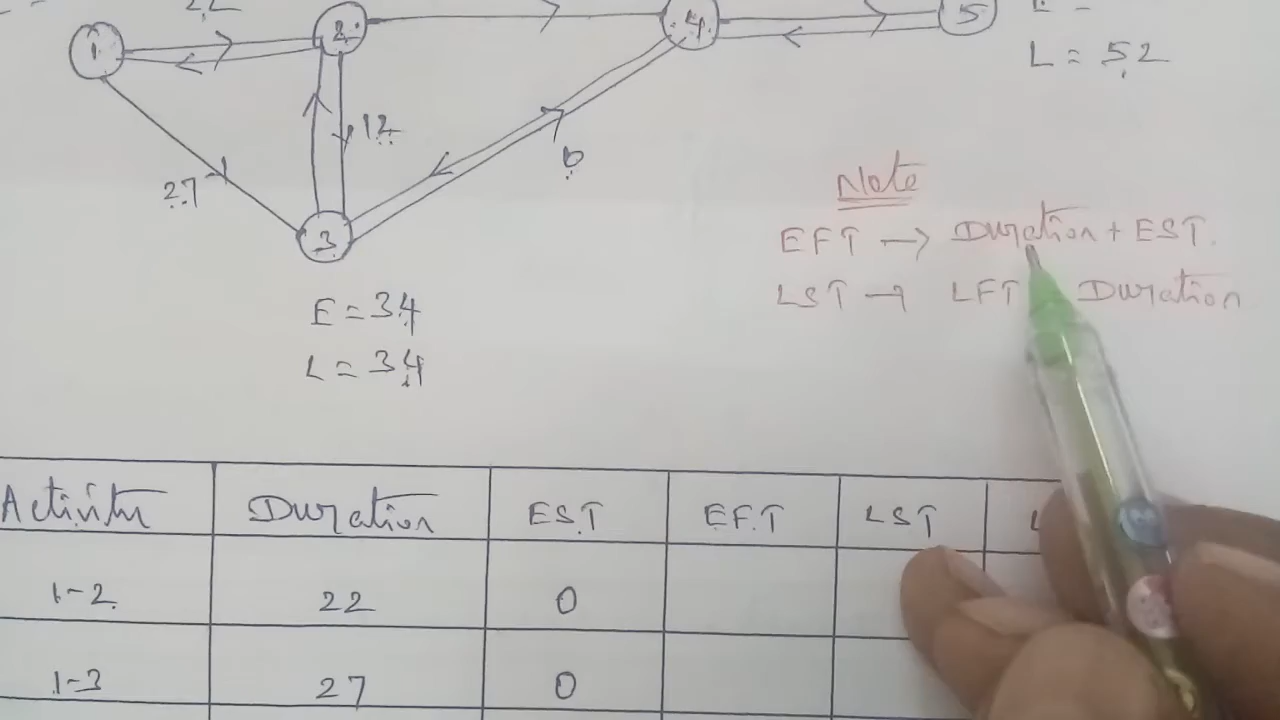 1
2
4
5
L = 52
12
27
6
3
E = 34
L = 34
Note
EFT → Duration + EST.
LST → LFT Duration
Activity Duration EST EFT LST
1-2 22 0
1-3 27 0